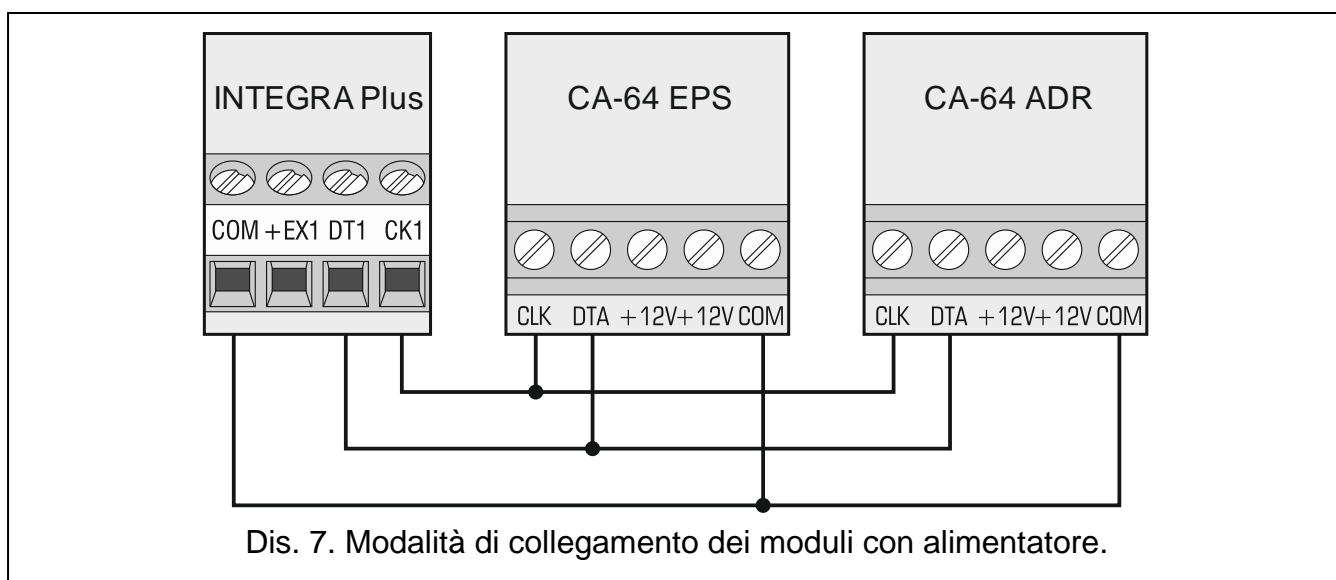 INTEGRA Plus
COM +EX1 DT1 CK1
CA-64 EPS
CLK DTA +12V +12V COM
CA-64 ADR
CLK DTA +12V +12V COM
Dis. 7. Modalità di collegamento dei moduli con alimentatore.